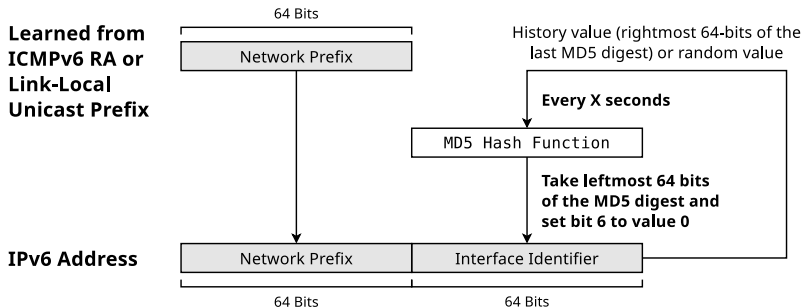 64 Bits
Learned from
ICMPv6 RA or
Link-Local
Unicast Prefix
Network Prefix
History value (rightmost 64-bits of the
last MD5 digest) or random value
Every X seconds
MD5 Hash Function
Take leftmost 64 bits
of the MD5 digest and
set bit 6 to value 0
IPv6 Address
Network Prefix
Interface Identifier
64 Bits
64 Bits